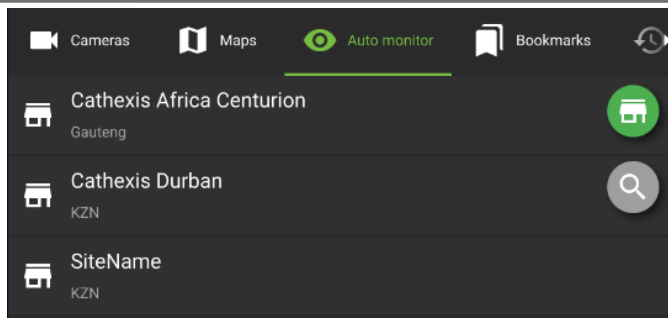 Cameras Maps Auto monitor Bookmarks
Cathexis Africa Centurion
Gauteng
Cathexis Durban
KZN
SiteName
KZN